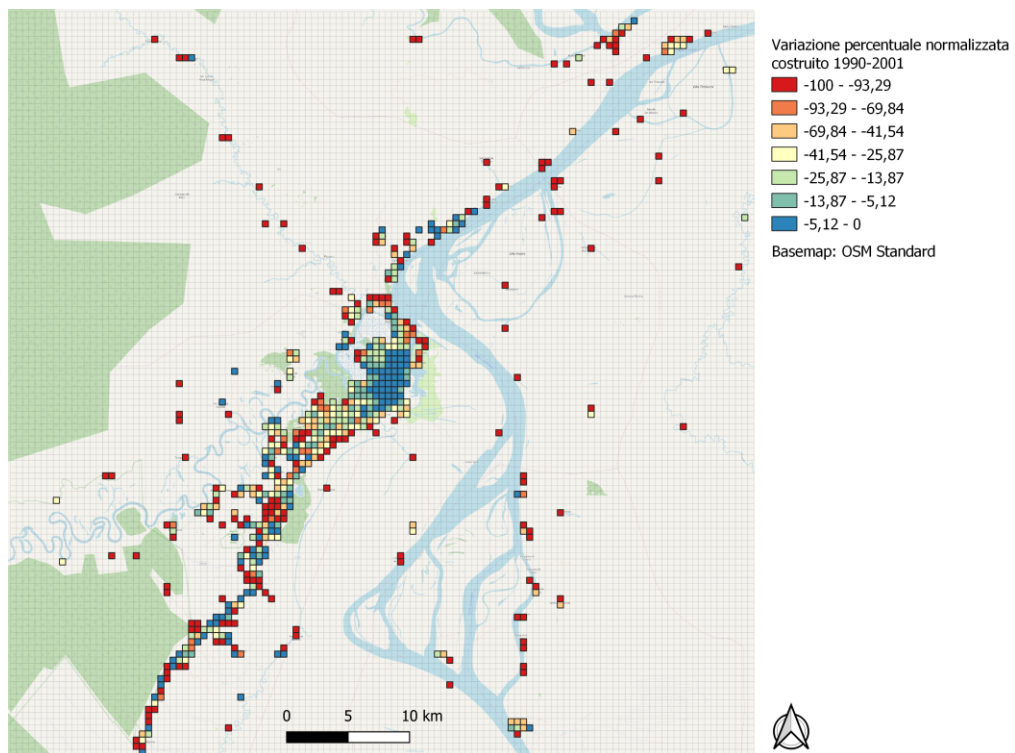 Variazione percentuale normalizzata
costruito 1990-2001
-100 - -93,29
-93,29 - -69,84
-69,84 - -41,54
-41,54 - -25,87
-25,87 - -13,87
-13,87 - -5,12
-5,12 - 0
Basemap: OSM Standard
0 5 10 km